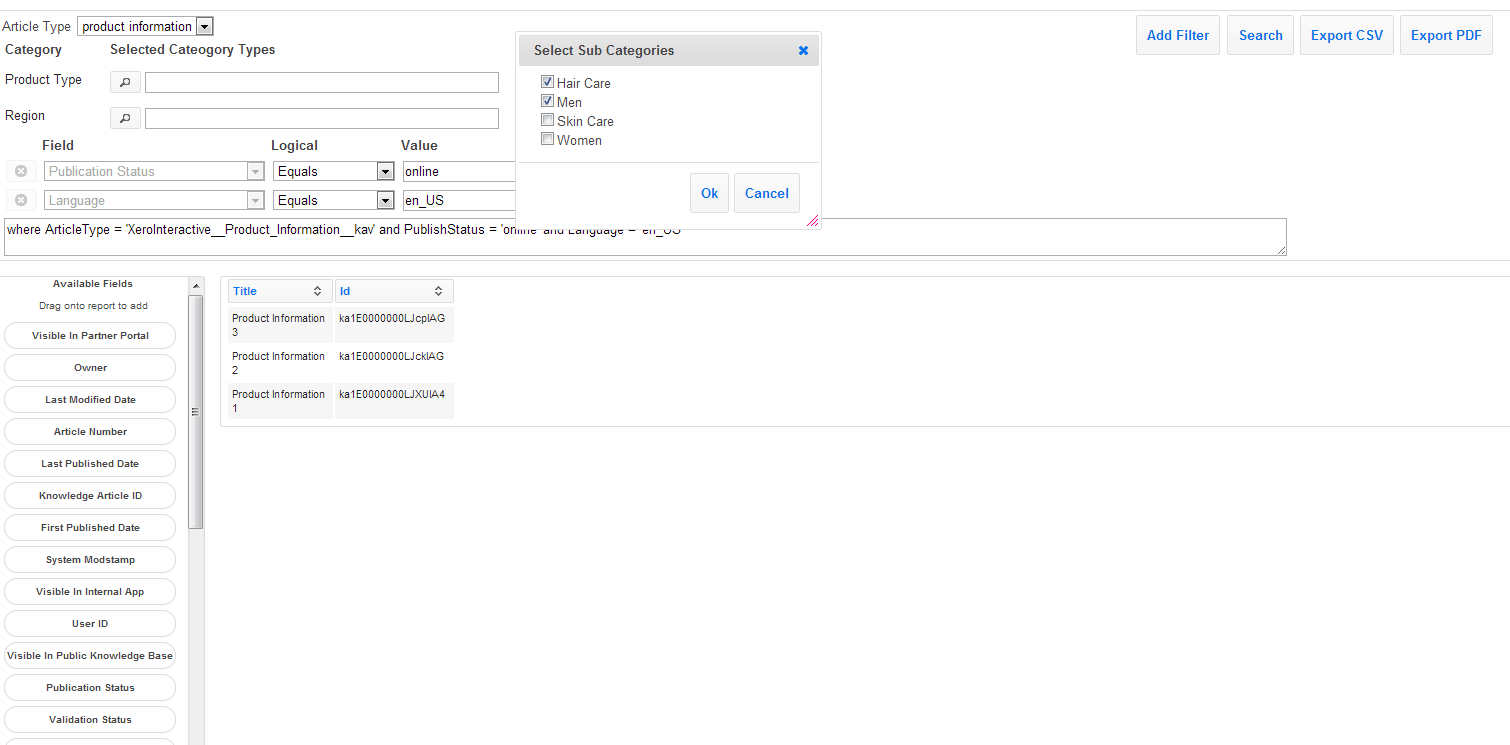 Article Type product information
Add Filter Search Export CSV Export PDF
Category Selected Cateogory Types
Product Type
Region
Select Sub Categories
Hair Care
Men
Skin Care
Women
Ok Cancel
Field Logical Value
Publication Status Equals online
Language Equals en_US
where ArticleType = 'XeroInteractive__Product_Information__kav' and PublishStatus = 'online' and Language = 'en_US'
Available Fields
Drag onto report to add
Visible In Partner Portal
Owner
Last Modified Date
Article Number
Last Published Date
Knowledge Article ID
First Published Date
System Modstamp
Visible In Internal App
User ID
Visible In Public Knowledge Base
Publication Status
Validation Status
Title Id
Product Information 
3 ka1E0000000LJcpIAG
Product Information 
2 ka1E0000000LJckIAG
Product Information 
1 ka1E0000000LJXUIA4